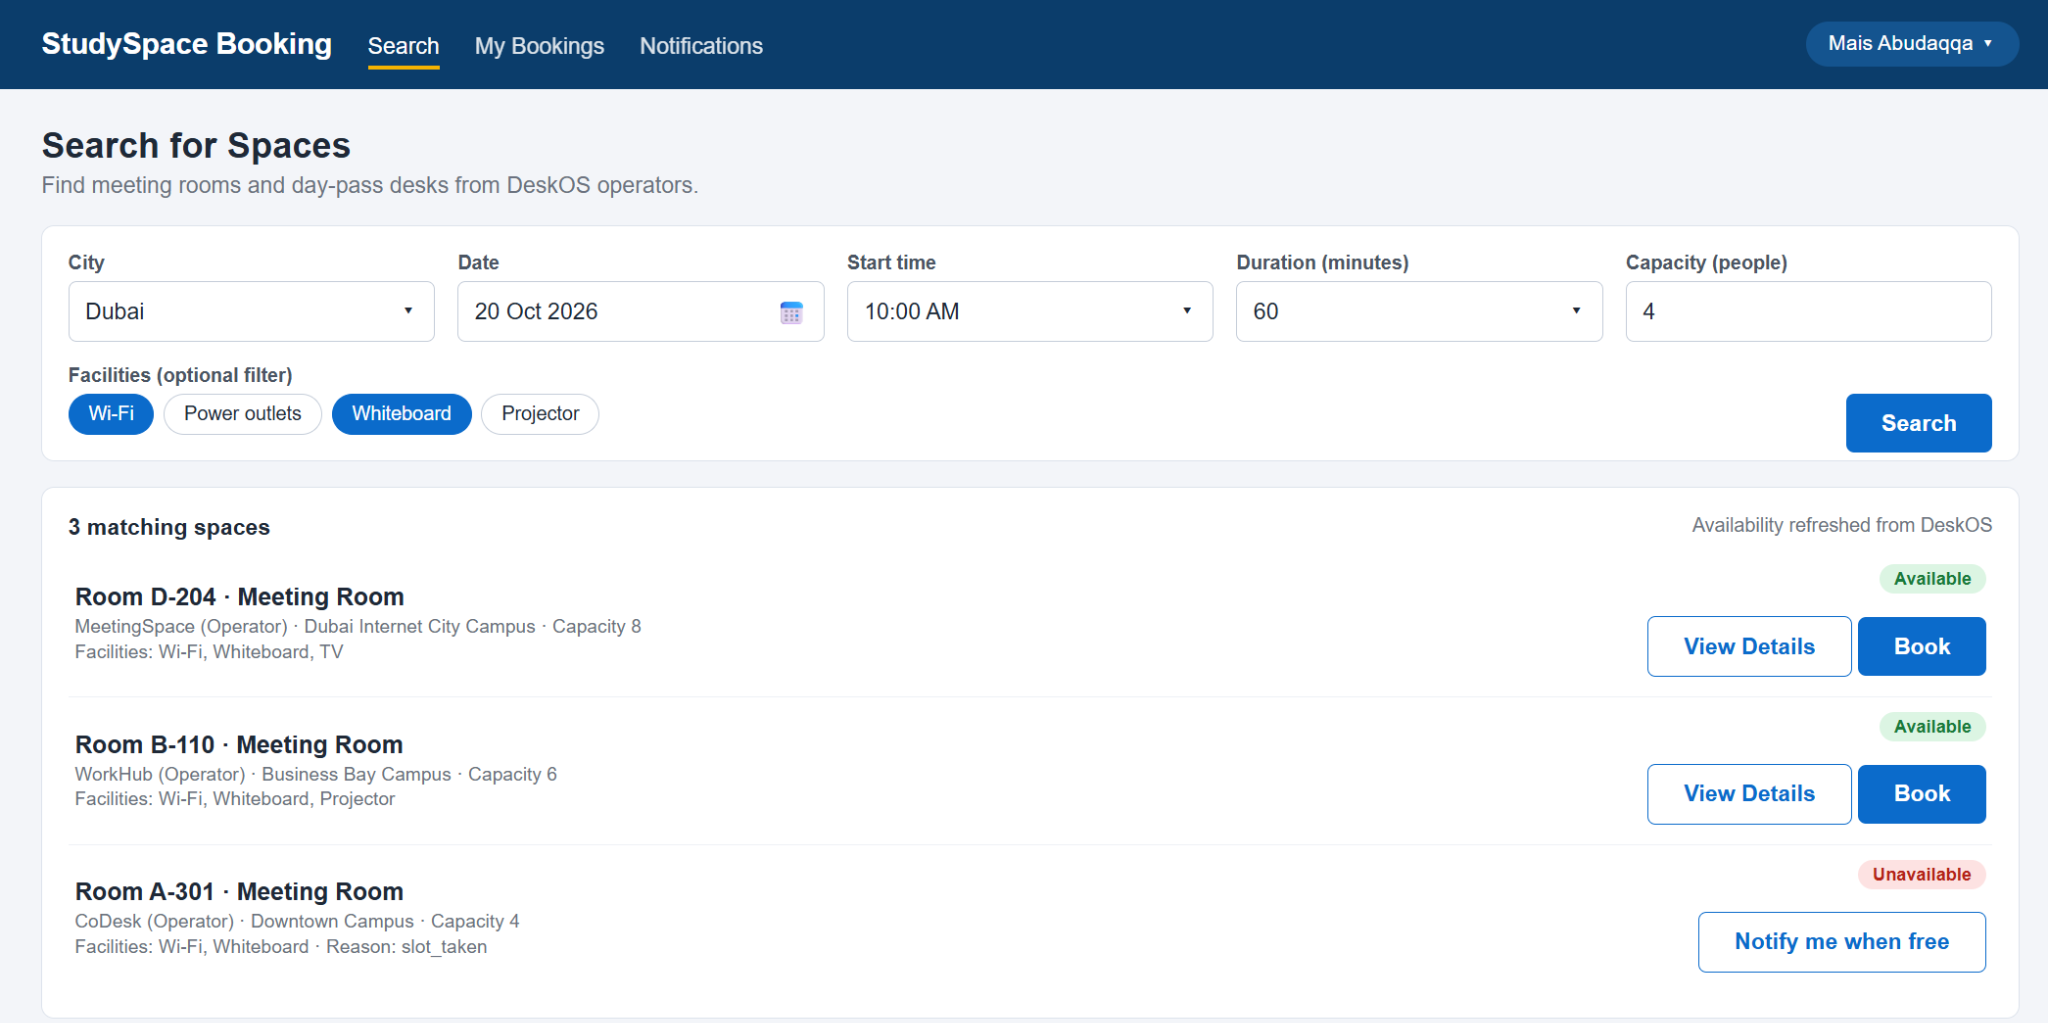 StudySpace Booking Search My Bookings Notifications Mais Abudaqqa
Search for Spaces
Find meeting rooms and day-pass desks from DeskOS operators.
City Date Start time Duration (minutes) Capacity (people)
Dubai 20 Oct 2026 10:00 AM 60 4
Facilities (optional filter)
Wi-Fi Power outlets Whiteboard Projector
Search
3 matching spaces Availability refreshed from DeskOS
Available
Room D-204 · Meeting Room
MeetingSpace (Operator) · Dubai Internet City Campus · Capacity 8
Facilities: Wi-Fi, Whiteboard, TV
View Details Book
Available
Room B-110 · Meeting Room
WorkHub (Operator) · Business Bay Campus · Capacity 6
Facilities: Wi-Fi, Whiteboard, Projector
View Details Book
Unavailable
Room A-301 · Meeting Room
CoDesk (Operator) · Downtown Campus · Capacity 4
Facilities: Wi-Fi, Whiteboard · Reason: slot_taken
Notify me when free